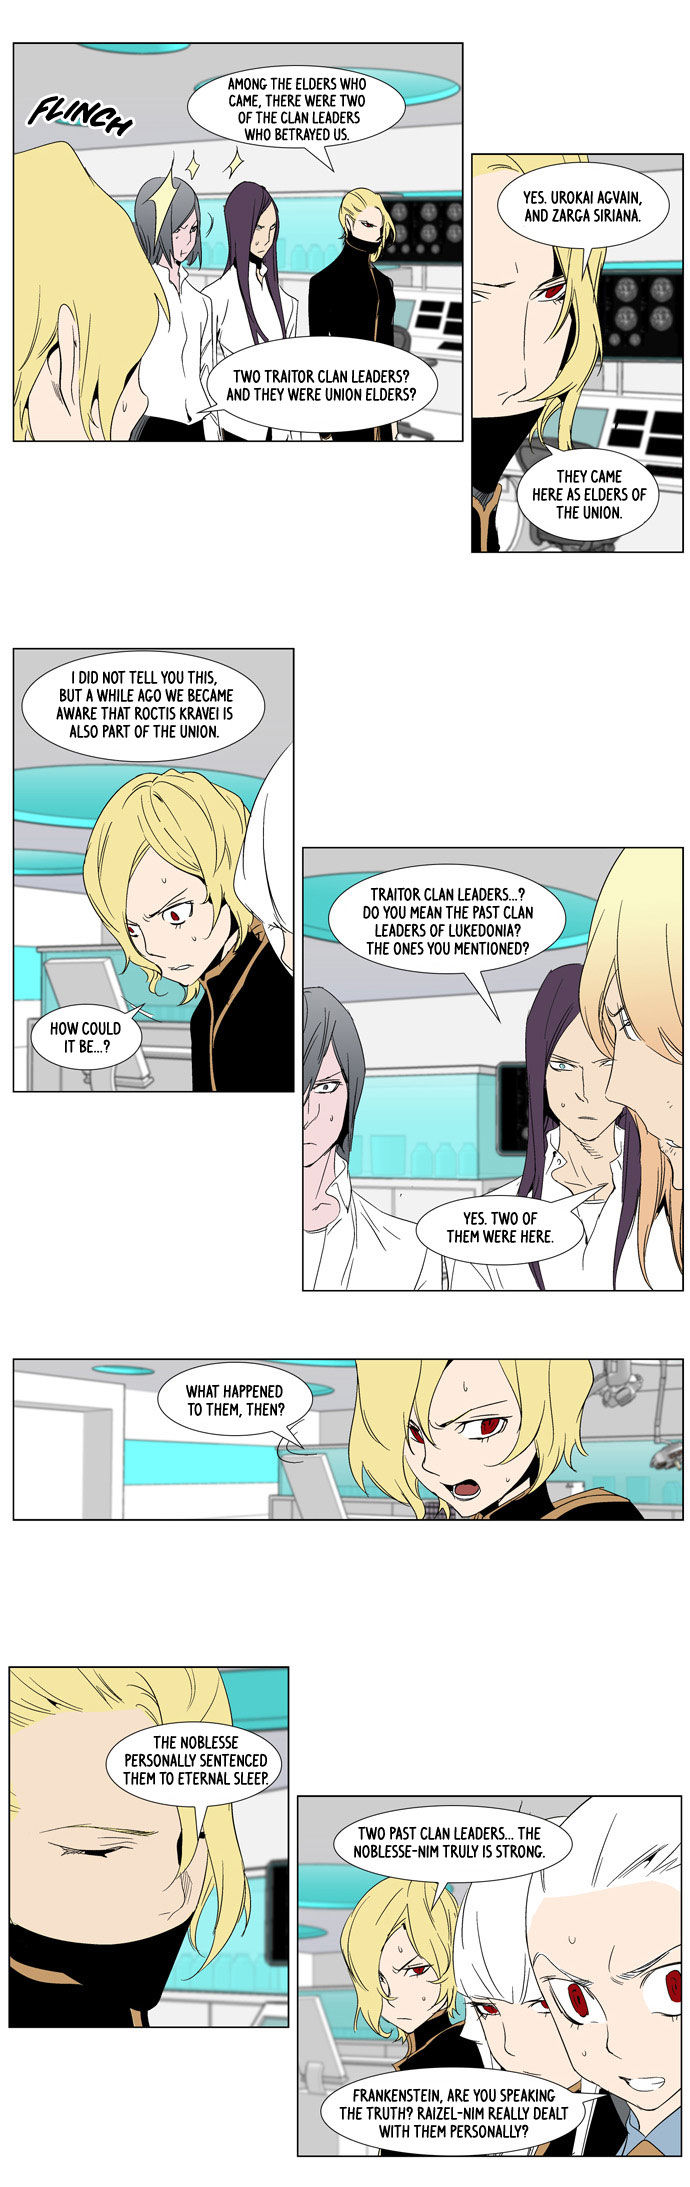 FLINCH
AMONG THE ELDERS WHO
CAME, THERE WERE TWO
OF THE CLAN LEADERS
WHO BETRAYED US.
TWO TRAITOR CLAN LEADERS?
AND THEY WERE UNION ELDERS?
YES. UROKAI AGVAIN,
AND ZARGA SIRIANA.
THEY CAME
HERE AS ELDERS OF
THE UNION.
I DID NOT TELL YOU THIS,
BUT A WHILE AGO WE BECAME
AWARE THAT ROCTIS KRAVEI IS
ALSO PART OF THE UNION.
HOW COULD
IT BE...?
TRAITOR CLAN LEADERS...?
DO YOU MEAN THE PAST CLAN
LEADERS OF LUKEDONIA?
THE ONES YOU MENTIONED?
YES. TWO OF
THEM WERE HERE.
WHAT HAPPENED
TO THEM, THEN?
THE NOBLESSE
PERSONALLY SENTENCED
THEM TO ETERNAL SLEEP.
TWO PAST CLAN LEADERS... THE
NOBLESSE-NIM TRULY IS STRONG.
FRANKENSTEIN, ARE YOU SPEAKING
THE TRUTH? RAIZEL-NIM REALLY DEALT
WITH THEM PERSONALLY?